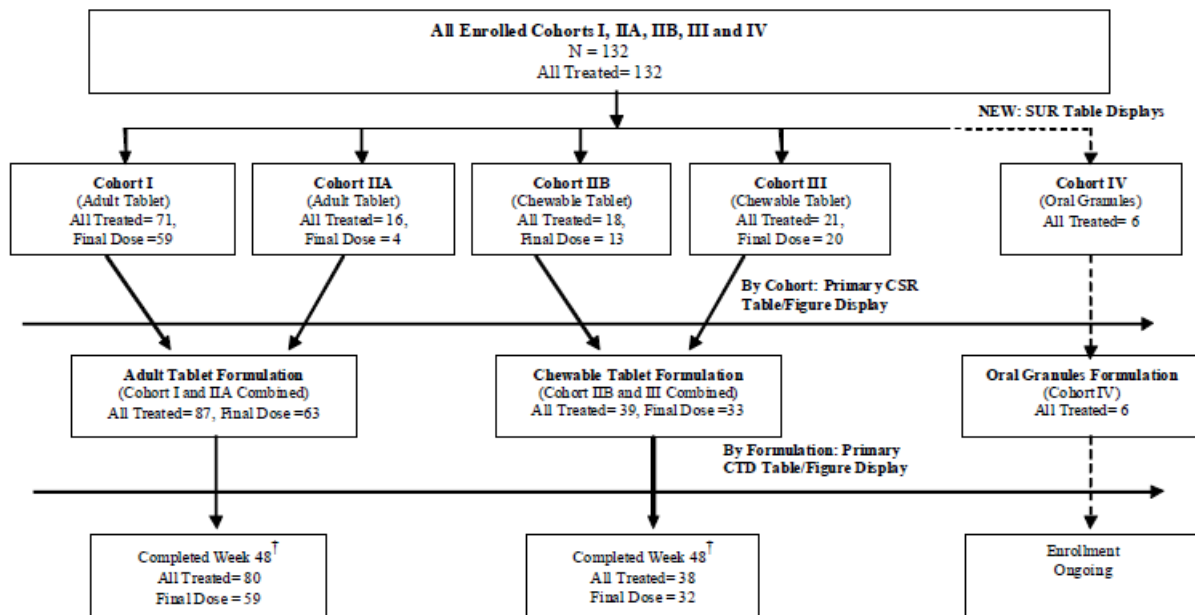 All Enrolled Cohorts I, IIA, IIB, III and IV
N = 132
All Treated= 132
NEW: SUR Table Displays
Cohort I
(Adult Tablet)
All Treated= 71,
Final Dose =59
Cohort IIA
(Adult Tablet)
All Treated= 16,
Final Dose = 4
Cohort IIB
(Chewable Tablet)
All Treated= 18,
Final Dose = 13
Cohort III
(Chewable Tablet)
All Treated= 21,
Final Dose = 20
Cohort IV
(Oral Granules)
All Treated= 6
By Cohort: Primary CSR
Table/Figure Display
Adult Tablet Formulation
(Cohort I and IIA Combined)
All Treated= 87, Final Dose =63
Chewable Tablet Formulation
(Cohort IIB and III Combined)
All Treated= 39, Final Dose =33
Oral Granules Formulation
(Cohort IV)
All Treated= 6
By Formulation: Primary
CTD Table/Figure Display
Completed Week 48†
All Treated= 80
Final Dose = 59
Completed Week 48†
All Treated= 38
Final Dose = 32
Enrollment
Ongoing